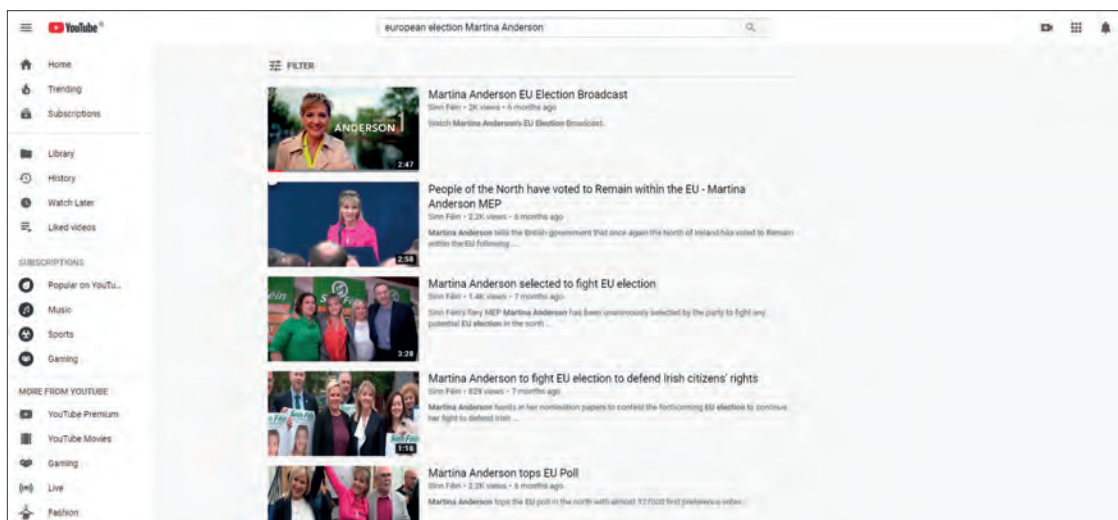 YouTube
european election Martina Anderson
Home
Trending
Subscriptions
Library
History
Watch Later
Liked videos
SUBSCRIPTIONS
Popular on YouTu...
Music
Sports
Gaming
MORE FROM YOUTUBE
YouTube Premium
YouTube Movies
Gaming
Live
Fashion
FILTER
ANDERSON 1
2:47
Martina Anderson EU Election Broadcast
Sinn Féin • 2K views • 6 months ago
Watch Martina Anderson's EU Election Broadcast.
2:58
People of the North have voted to Remain within the EU - Martina
Anderson MEP
Sinn Féin • 2.2K views • 6 months ago
Martina Anderson tells the British government that once again the North of Ireland has voted to Remain
within the EU following ...
3:28
Martina Anderson selected to fight EU election
Sinn Féin • 1.4K views • 7 months ago
Sinn Féin's fiery MEP Martina Anderson has been unanimously selected by the party to fight any
potential EU election in the north ...
Sinn Féin
1:16
Martina Anderson to fight EU election to defend Irish citizens' rights
Sinn Féin • 829 views • 7 months ago
Martina Anderson hands in her nomination papers to contest the forthcoming EU election to continue
her fight to defend Irish ...
Martina Anderson tops EU Poll
Sinn Féin • 2.2K views • 6 months ago
Martina Anderson tops the EU poll in the north with almost 127000 first preference votes.